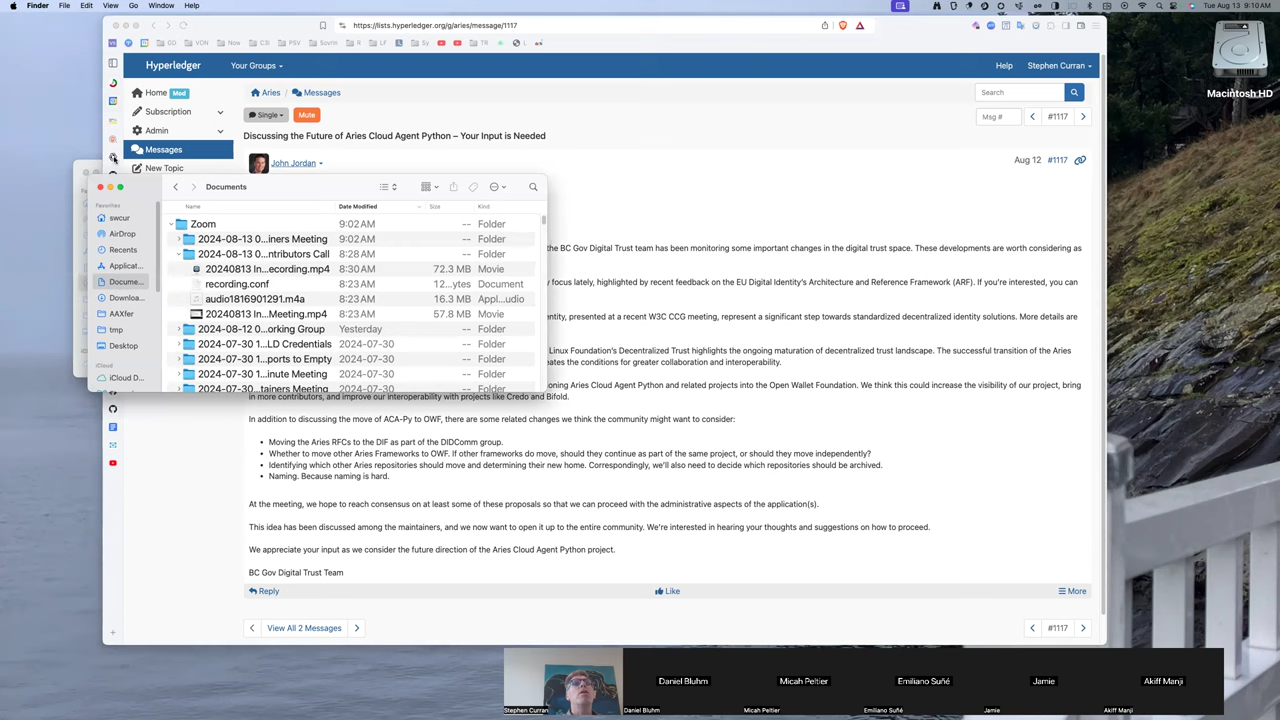 Finder File Edit View Go Window Help
Tue Aug 13 9:10 AM
https://lists.hyperledger.org/g/aries/message/1117
GO VON Now PSV Sovrin R LF Sy TR L
Hyperledger Your Groups Help Stephen Curran
Home Mod
Subscription
Admin
Messages
New Topic
Aries Messages
Search
Single Mute
Msg # #1117
Discussing the Future of Aries Cloud Agent Python – Your Input is Needed
John Jordan
Aug 12 #1117
Documents
Favorites
swcur
AirDrop
Recents
Applicat...
Docume...
Downloa...
AAXfer
tmp
Desktop
iCloud
iCloud D...
Name Date Modified Size Kind
Zoom 9:02 AM -- Folder
2024-08-13 0...iners Meeting 9:02 AM -- Folder
2024-08-13 0...ntributors Call 8:28 AM -- Folder
20240813 In...ecording.mp4 8:30 AM 72.3 MB Movie
recording.conf 8:23 AM 12...ytes Document
audio1816901291.m4a 8:23 AM 16.3 MB Appl...udio
20240813 In...Meeting.mp4 8:23 AM 57.8 MB Movie
2024-08-12 0...orking Group Yesterday -- Folder
2024-07-30 1...LD Credentials 2024-07-30 -- Folder
2024-07-30 1...ports to Empty 2024-07-30 -- Folder
2024-07-30 1...inute Meeting 2024-07-30 -- Folder
2024-07-30 1...tainers Meeting 2024-07-30 -- Folder
the BC Gov Digital Trust team has been monitoring some important changes in the digital trust space. These developments are worth considering as
y focus lately, highlighted by recent feedback on the EU Digital Identity's Architecture and Reference Framework (ARF). If you're interested, you can
entity, presented at a recent W3C CCG meeting, represent a significant step towards standardized decentralized identity solutions. More details are
Linux Foundation's Decentralized Trust highlights the ongoing maturation of decentralized trust landscape. The successful transition of the Aries
eates the conditions for greater collaboration and interoperability.
oning Aries Cloud Agent Python and related projects into the Open Wallet Foundation. We think this could increase the visibility of our project, bring
in more contributors, and improve our interoperability with projects like Credo and Bifold.
In addition to discussing the move of ACA-Py to OWF, there are some related changes we think the community might want to consider:
• Moving the Aries RFCs to the DIF as part of the DIDComm group.
• Whether to move other Aries Frameworks to OWF. If other frameworks do move, should they continue as part of the same project, or should they move independently?
• Identifying which other Aries repositories should move and determining their new home. Correspondingly, we'll also need to decide which repositories should be archived.
• Naming. Because naming is hard.
At the meeting, we hope to reach consensus on at least some of these proposals so that we can proceed with the administrative aspects of the application(s).
This idea has been discussed among the maintainers, and we now want to open it up to the entire community. We're interested in hearing your thoughts and suggestions on how to proceed.
We appreciate your input as we consider the future direction of the Aries Cloud Agent Python project.
BC Gov Digital Trust Team
Reply Like More
View All 2 Messages #1117
Macintosh HD
Daniel Bluhm Micah Peltier Emiliano Suñé Jamie Akiff Manji
Stephen Curran Daniel Bluhm Micah Peltier Emiliano Suñé Jamie Akiff Manji